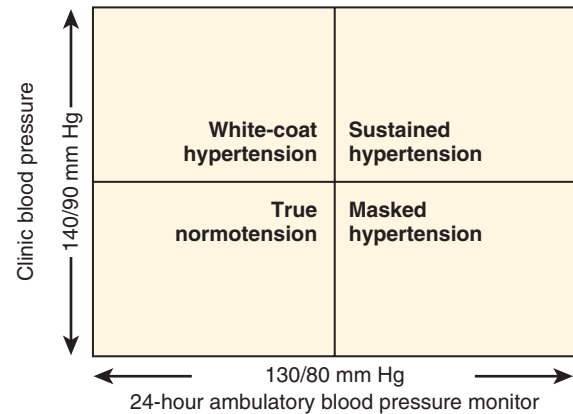 Clinic blood pressure
140/90 mm Hg
White-coat
hypertension
Sustained
hypertension
True
normotension
Masked
hypertension
130/80 mm Hg
24-hour ambulatory blood pressure monitor